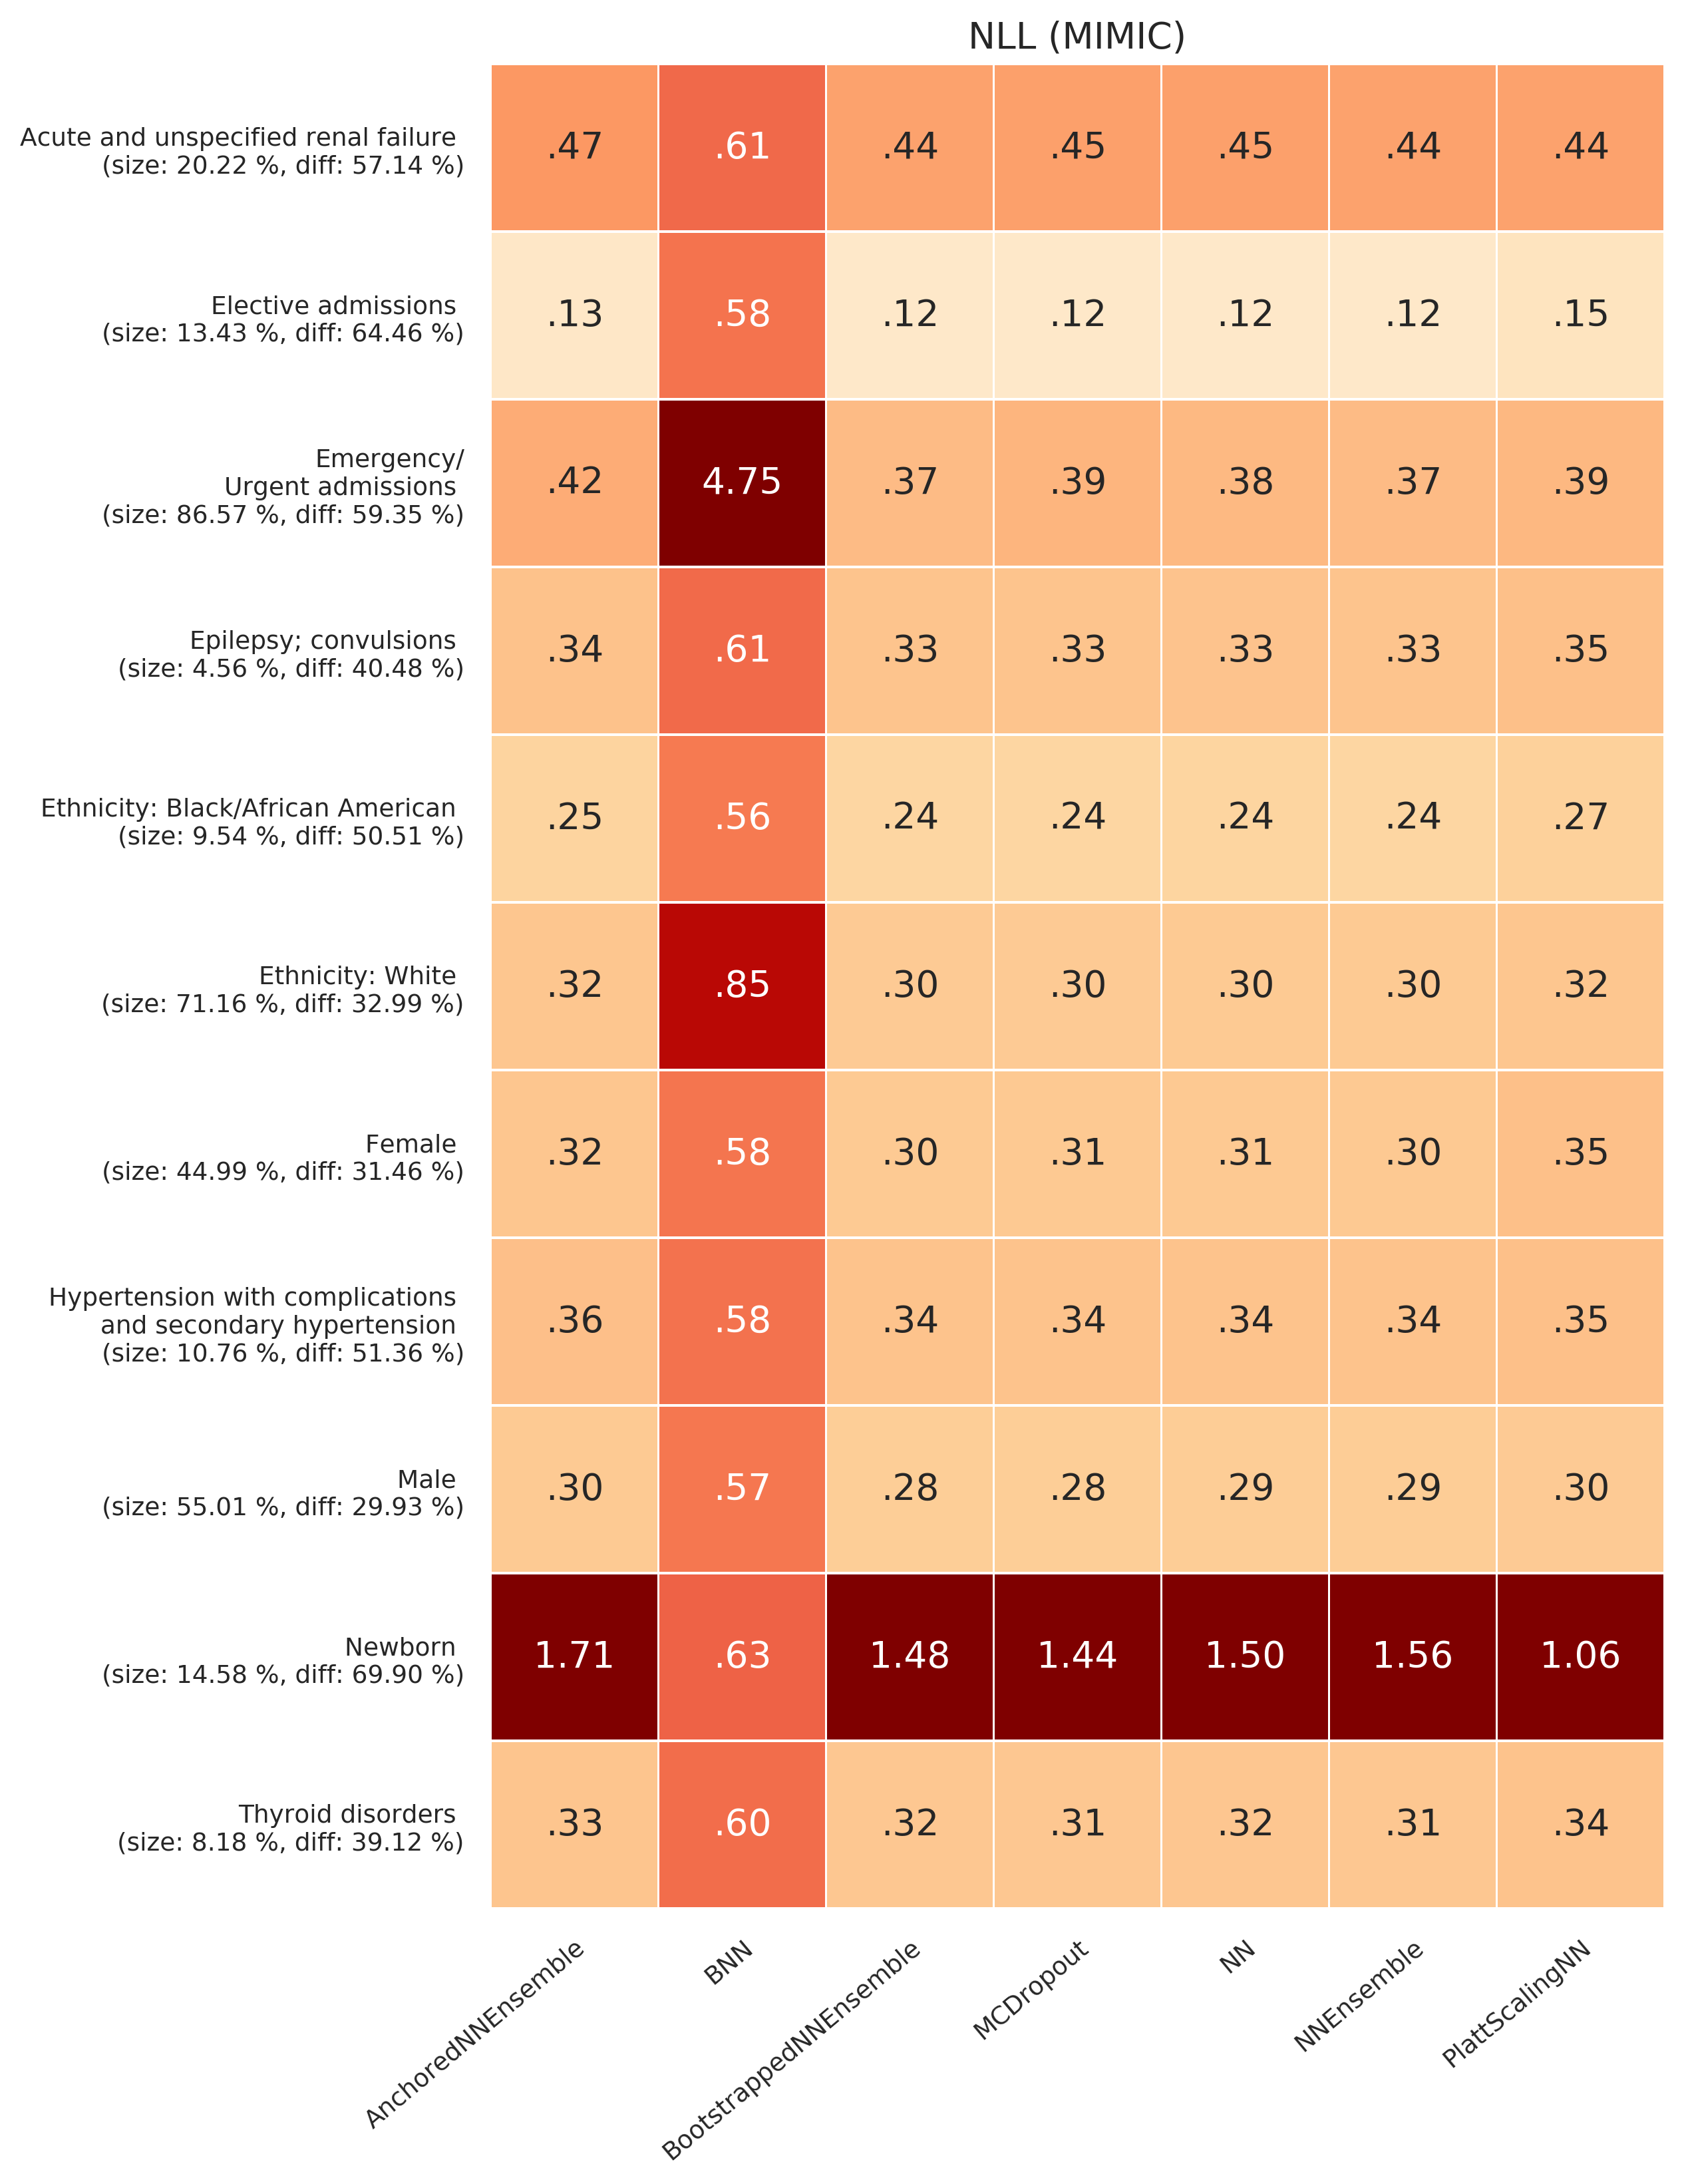 NLL (MIMIC)
Acute and unspecified renal failure
(size: 20.22 %, diff: 57.14 %)
.47 .61 .44 .45 .45 .44 .44
Elective admissions
(size: 13.43 %, diff: 64.46 %)
.13 .58 .12 .12 .12 .12 .15
Emergency/
Urgent admissions
(size: 86.57 %, diff: 59.35 %)
.42 4.75 .37 .39 .38 .37 .39
Epilepsy; convulsions
(size: 4.56 %, diff: 40.48 %)
.34 .61 .33 .33 .33 .33 .35
Ethnicity: Black/African American
(size: 9.54 %, diff: 50.51 %)
.25 .56 .24 .24 .24 .24 .27
Ethnicity: White
(size: 71.16 %, diff: 32.99 %)
.32 .85 .30 .30 .30 .30 .32
Female
(size: 44.99 %, diff: 31.46 %)
.32 .58 .30 .31 .31 .30 .35
Hypertension with complications
and secondary hypertension
(size: 10.76 %, diff: 51.36 %)
.36 .58 .34 .34 .34 .34 .35
Male
(size: 55.01 %, diff: 29.93 %)
.30 .57 .28 .28 .29 .29 .30
Newborn
(size: 14.58 %, diff: 69.90 %)
1.71 .63 1.48 1.44 1.50 1.56 1.06
Thyroid disorders
(size: 8.18 %, diff: 39.12 %)
.33 .60 .32 .31 .32 .31 .34
AnchoredNNEnsemble
BNN
BootstrappedNNEnsemble
MCDropout
NN
NNEnsemble
PlattScalingNN